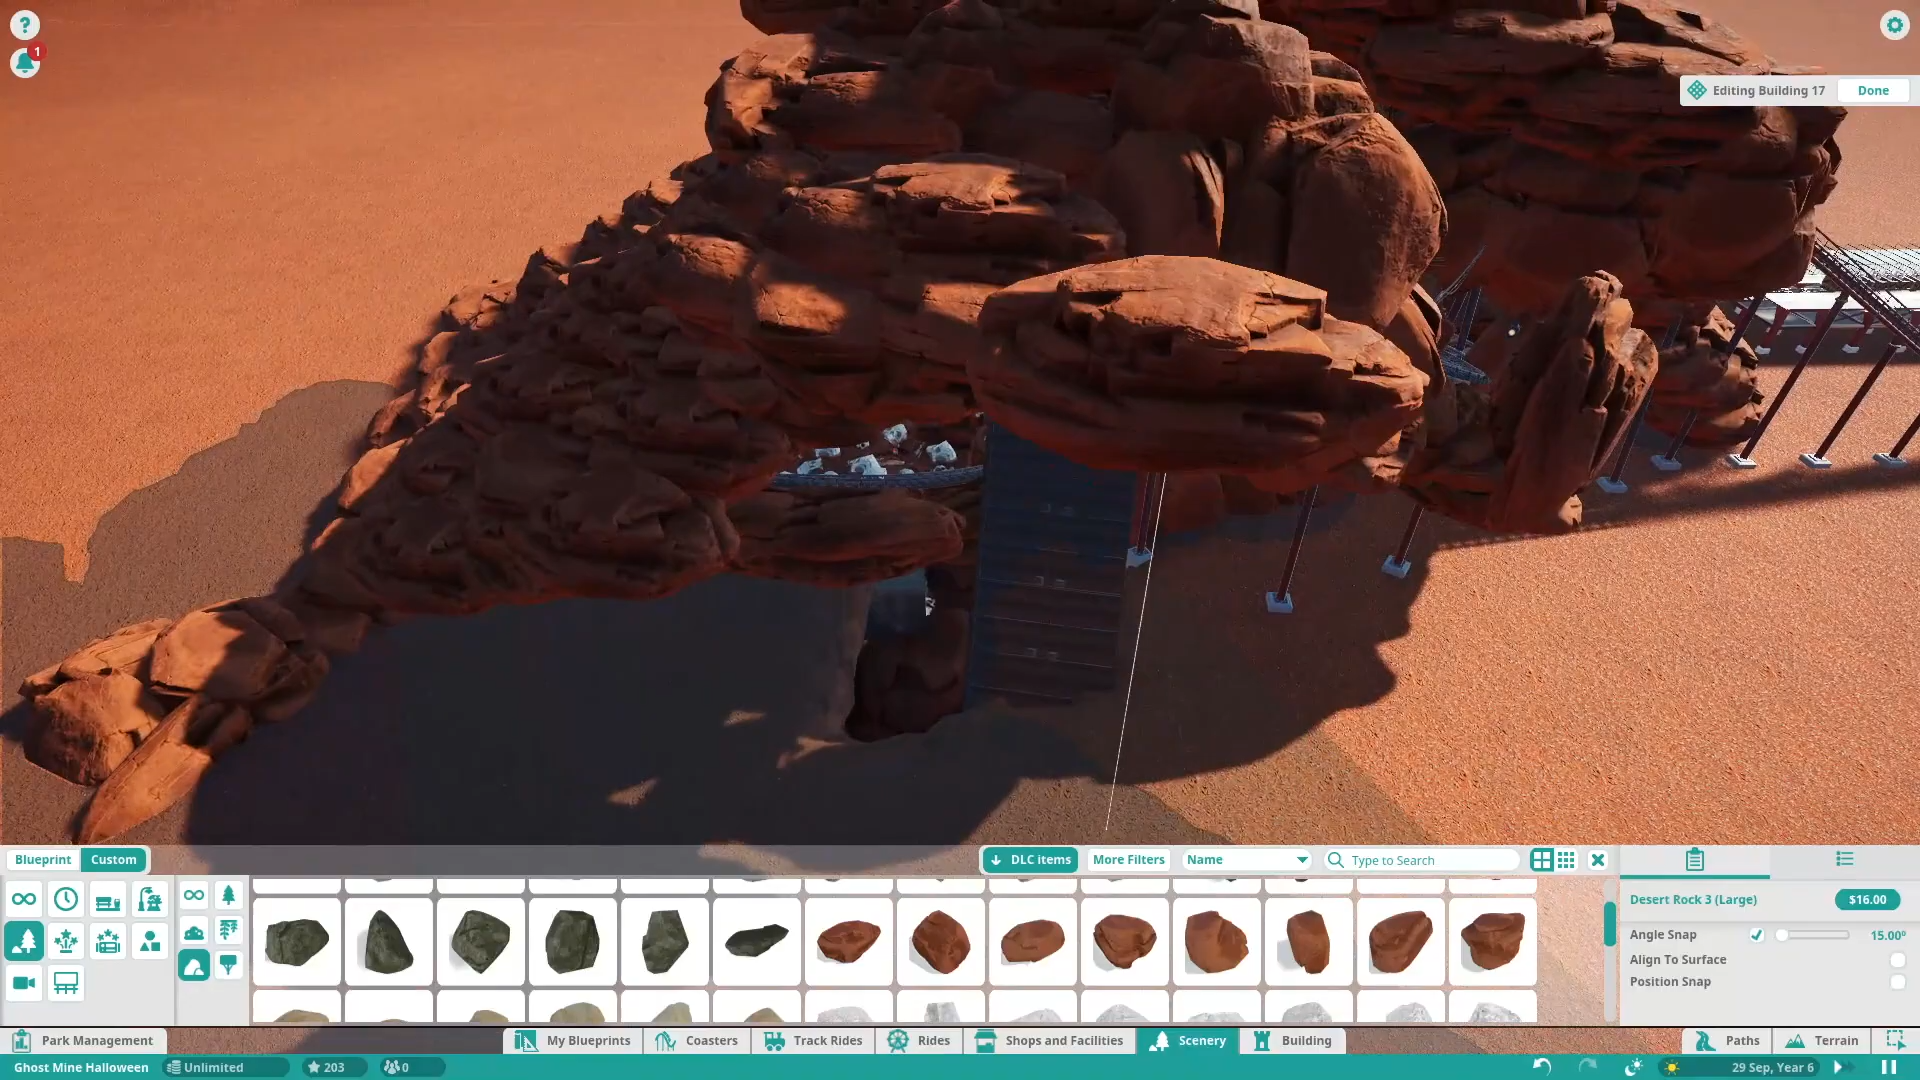 ?
1
Editing Building 17
Done
Blueprint
Custom
DLC items
More Filters
Name
Type to Search
Desert Rock 3 (Large)
$16.00
Angle Snap
15.00º
Align To Surface
Position Snap
Park Management
My Blueprints
Coasters
Track Rides
Rides
Shops and Facilities
Scenery
Building
Paths
Terrain
Ghost Mine Halloween
Unlimited
203
0
29 Sep, Year 6